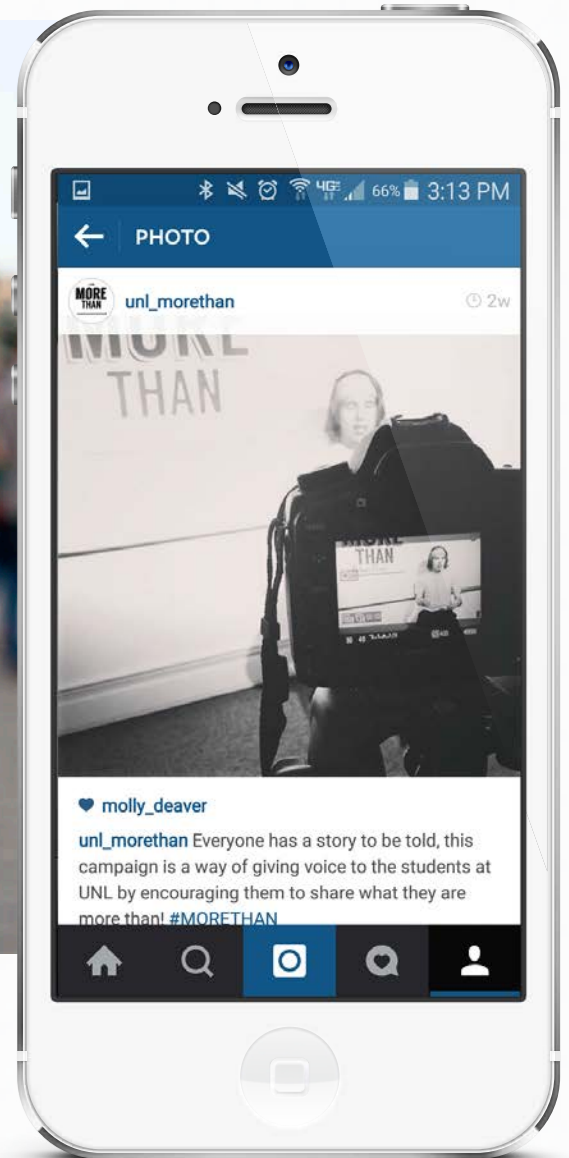 4G 66% 3:13 PM
PHOTO
MORE
THAN
unl_morethan 2w
MORE
THAN
THAN
molly_deaver
unl_morethan Everyone has a story to be told, this
campaign is a way of giving voice to the students at
UNL by encouraging them to share what they are
more than! #MORETHAN